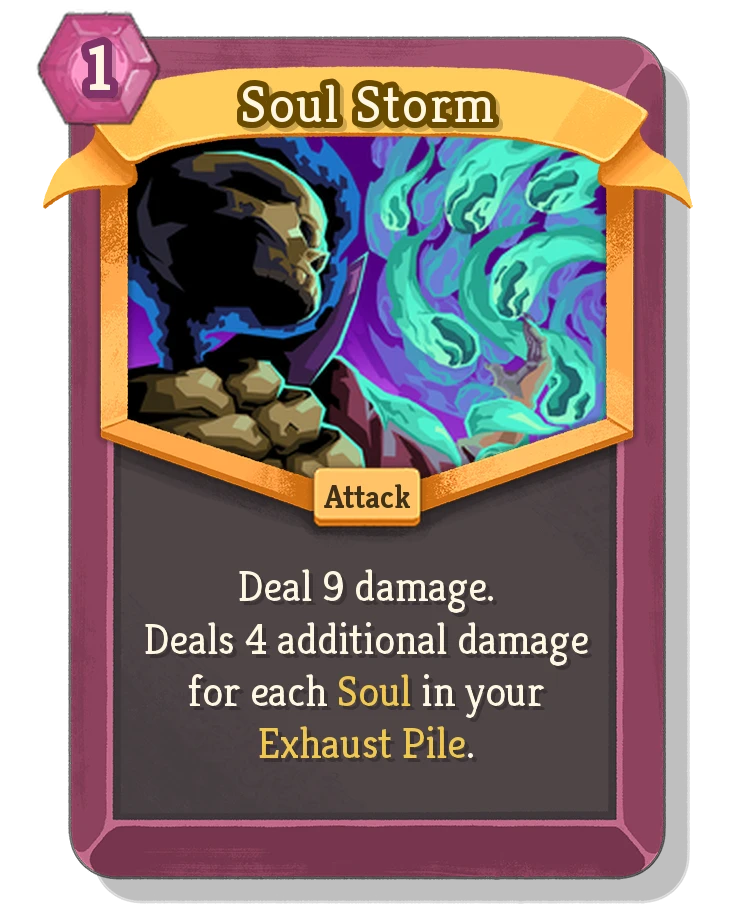 1
Soul Storm
Attack
Deal 9 damage.
Deals 4 additional damage
for each Soul in your
Exhaust Pile.